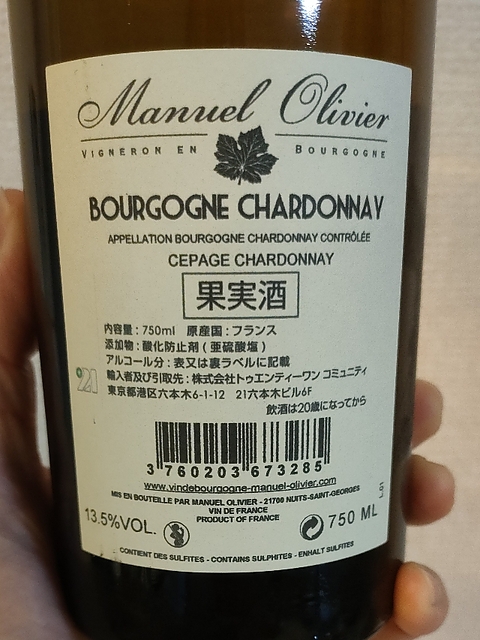 Manuel Olivier
VIGNERON EN BOURGOGNE
BOURGOGNE CHARDONNAY
APPELLATION BOURGOGNE CHARDONNAY CONTRÔLÉE
CEPAGE CHARDONNAY
果実酒
内容量 : 750ml 原産国 : フランス
添加物 : 酸化防止剤 ( 亜硫酸塩 )
アルコール分 : 表又は裏ラベルに記載
輸入者及び引取先 : 株式会社トゥエンティーワン コミュニティ
21
東京都港区六本木6-1-12 21六本木ビル6F
飲酒は20歳になってから
3 760203 673285
www.vindebourgogne-manuel-olivier.com
MIS EN BOUTEILLE PAR MANUEL OLIVIER - 21700 NUITS-SAINT-GEORGES
VIN DE FRANCE
PRODUCT OF FRANCE
13.5%VOL.
750 ML
CONTENT DES SULFITES - CONTAINS SULPHITES - ENHALT SULFITES